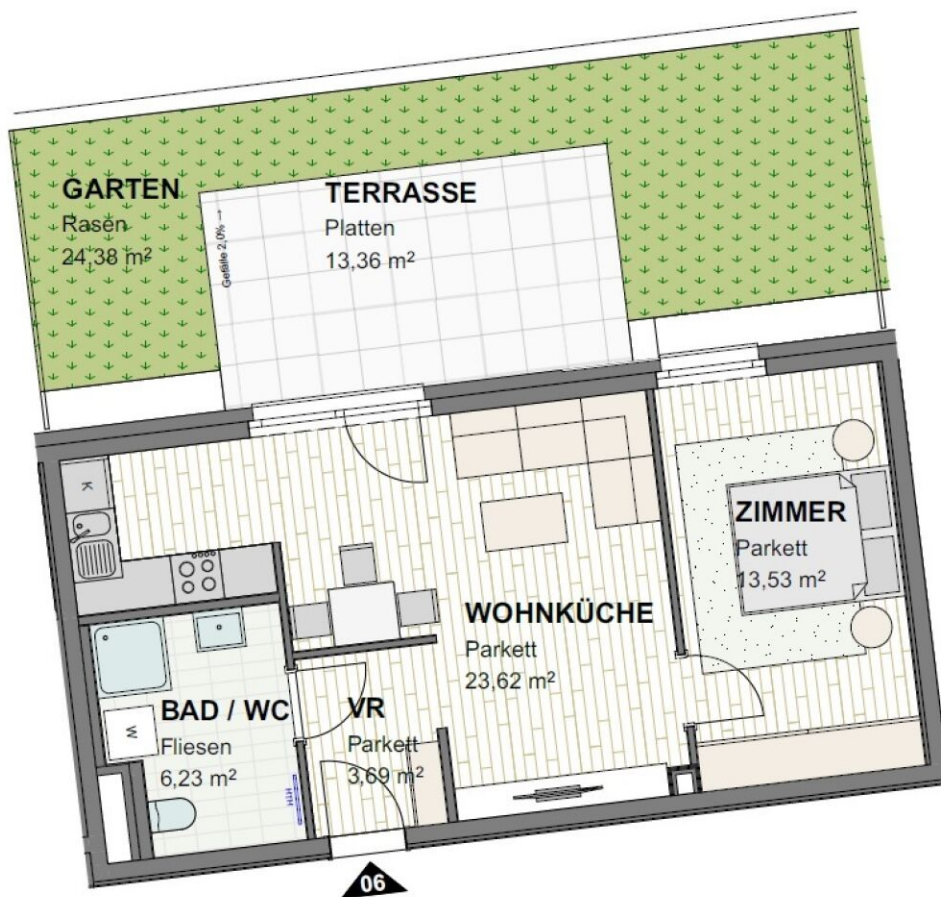 GARTEN
Rasen
24,38 m²
TERRASSE
Platten
13,36 m²
Gefälle 2,0% →
K
ZIMMER
Parkett
13,53 m²
WOHNKÜCHE
Parkett
23,62 m²
BAD / WC
Fliesen
6,23 m²
W
VR
Parkett
3,69 m²
HTH
06